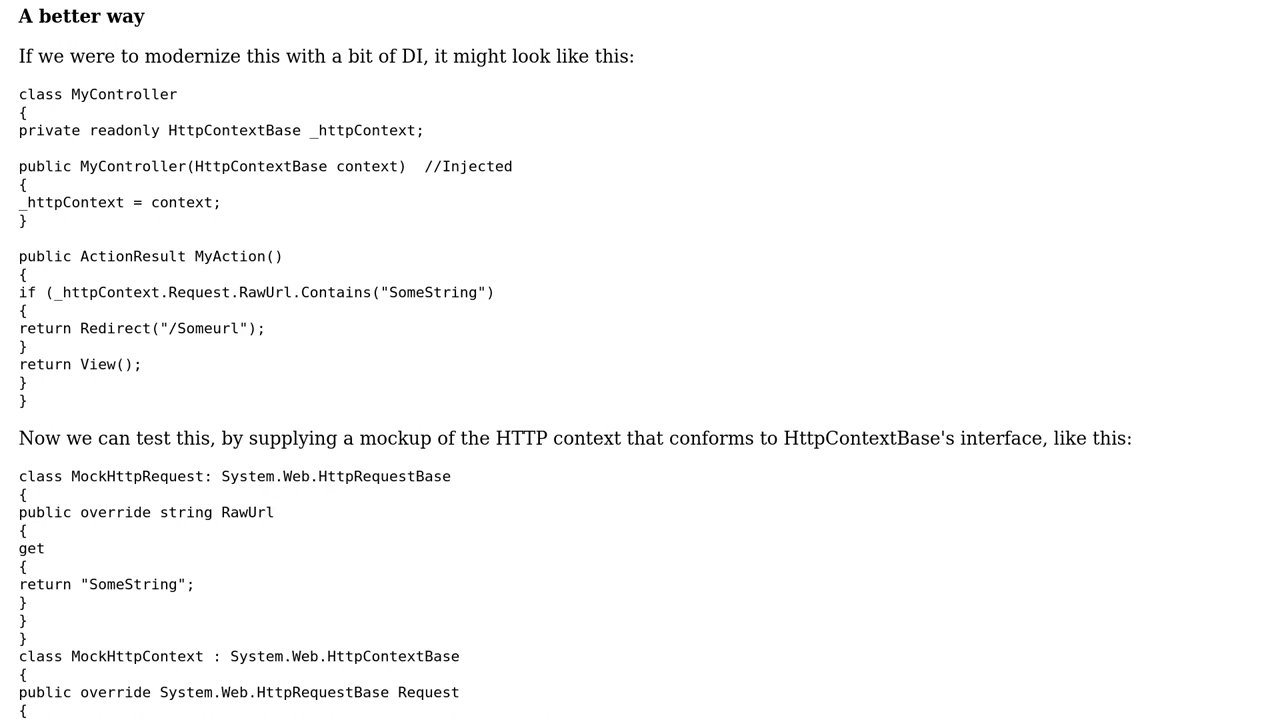 A better way
If we were to modernize this with a bit of DI, it might look like this:
class MyController
{
private readonly HttpContextBase _httpContext;
public MyController(HttpContextBase context)  //Injected
{
_httpContext = context;
}
public ActionResult MyAction()
{
if (_httpContext.Request.RawUrl.Contains("SomeString")
{
return Redirect("/Someurl");
}
return View();
}
}
Now we can test this, by supplying a mockup of the HTTP context that conforms to HttpContextBase's interface, like this:
class MockHttpRequest: System.Web.HttpRequestBase
{
public override string RawUrl
{
get
{
return "SomeString";
}
}
}
class MockHttpContext : System.Web.HttpContextBase
{
public override System.Web.HttpRequestBase Request
{